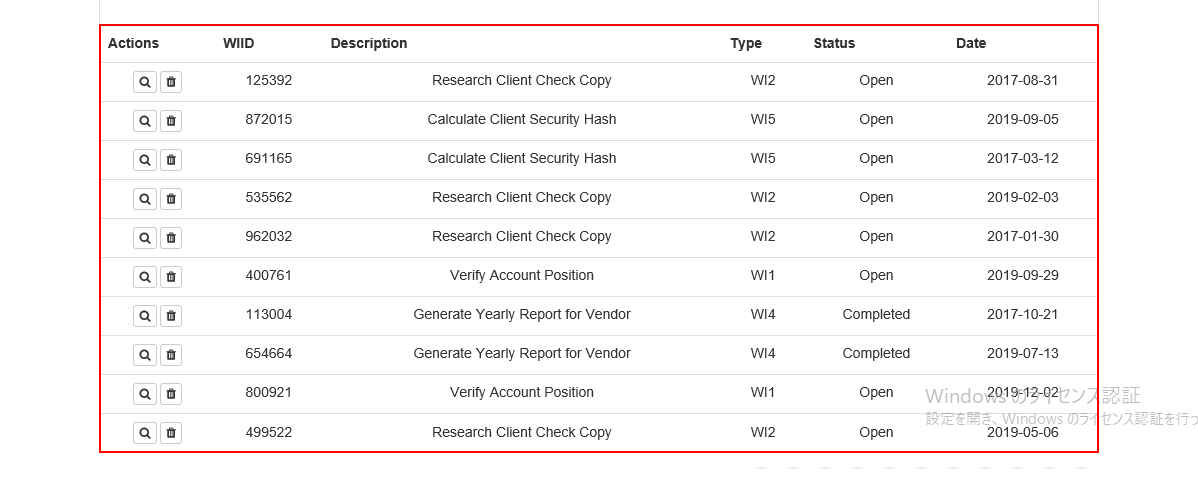 Actions WIID Description Type Status Date
125392 Research Client Check Copy WI2 Open 2017-08-31
872015 Calculate Client Security Hash WI5 Open 2019-09-05
691165 Calculate Client Security Hash WI5 Open 2017-03-12
535562 Research Client Check Copy WI2 Open 2019-02-03
962032 Research Client Check Copy WI2 Open 2017-01-30
400761 Verify Account Position WI1 Open 2019-09-29
113004 Generate Yearly Report for Vendor WI4 Completed 2017-10-21
654664 Generate Yearly Report for Vendor WI4 Completed 2019-07-13
800921 Verify Account Position WI1 Open 2019-12-02
Windows のライセンス認証
設定を開き、Windows のライセンス認証を行っ
499522 Research Client Check Copy WI2 Open 2019-05-06